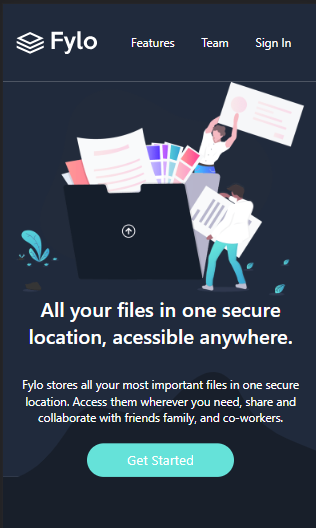 Fylo Features Team Sign In
All your files in one secure
location, acessible anywhere.
Fylo stores all your most important files in one secure
location. Access them wherever you need, share and
collaborate with friends family, and co-workers.
Get Started